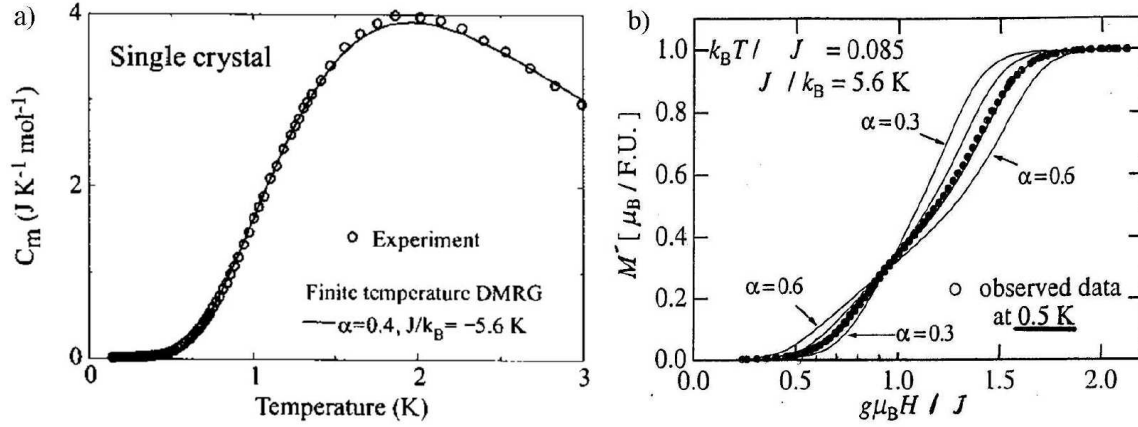 a)
4
2
0
C_m (J K⁻¹ mol⁻¹)
Single crystal
Experiment
Finite temperature DMRG
α=0.4, J/k_B= −5.6 K
0 1 2 3
Temperature (K)
b)
1.0
0.8
0.6
0.4
0.2
0.0
k_BT / J = 0.085
J / k_B = 5.6 K
α=0.3
α=0.6
α=0.6
α=0.3
observed data
at 0.5 K
0.0 0.5 1.0 1.5 2.0
gμ_BH / J